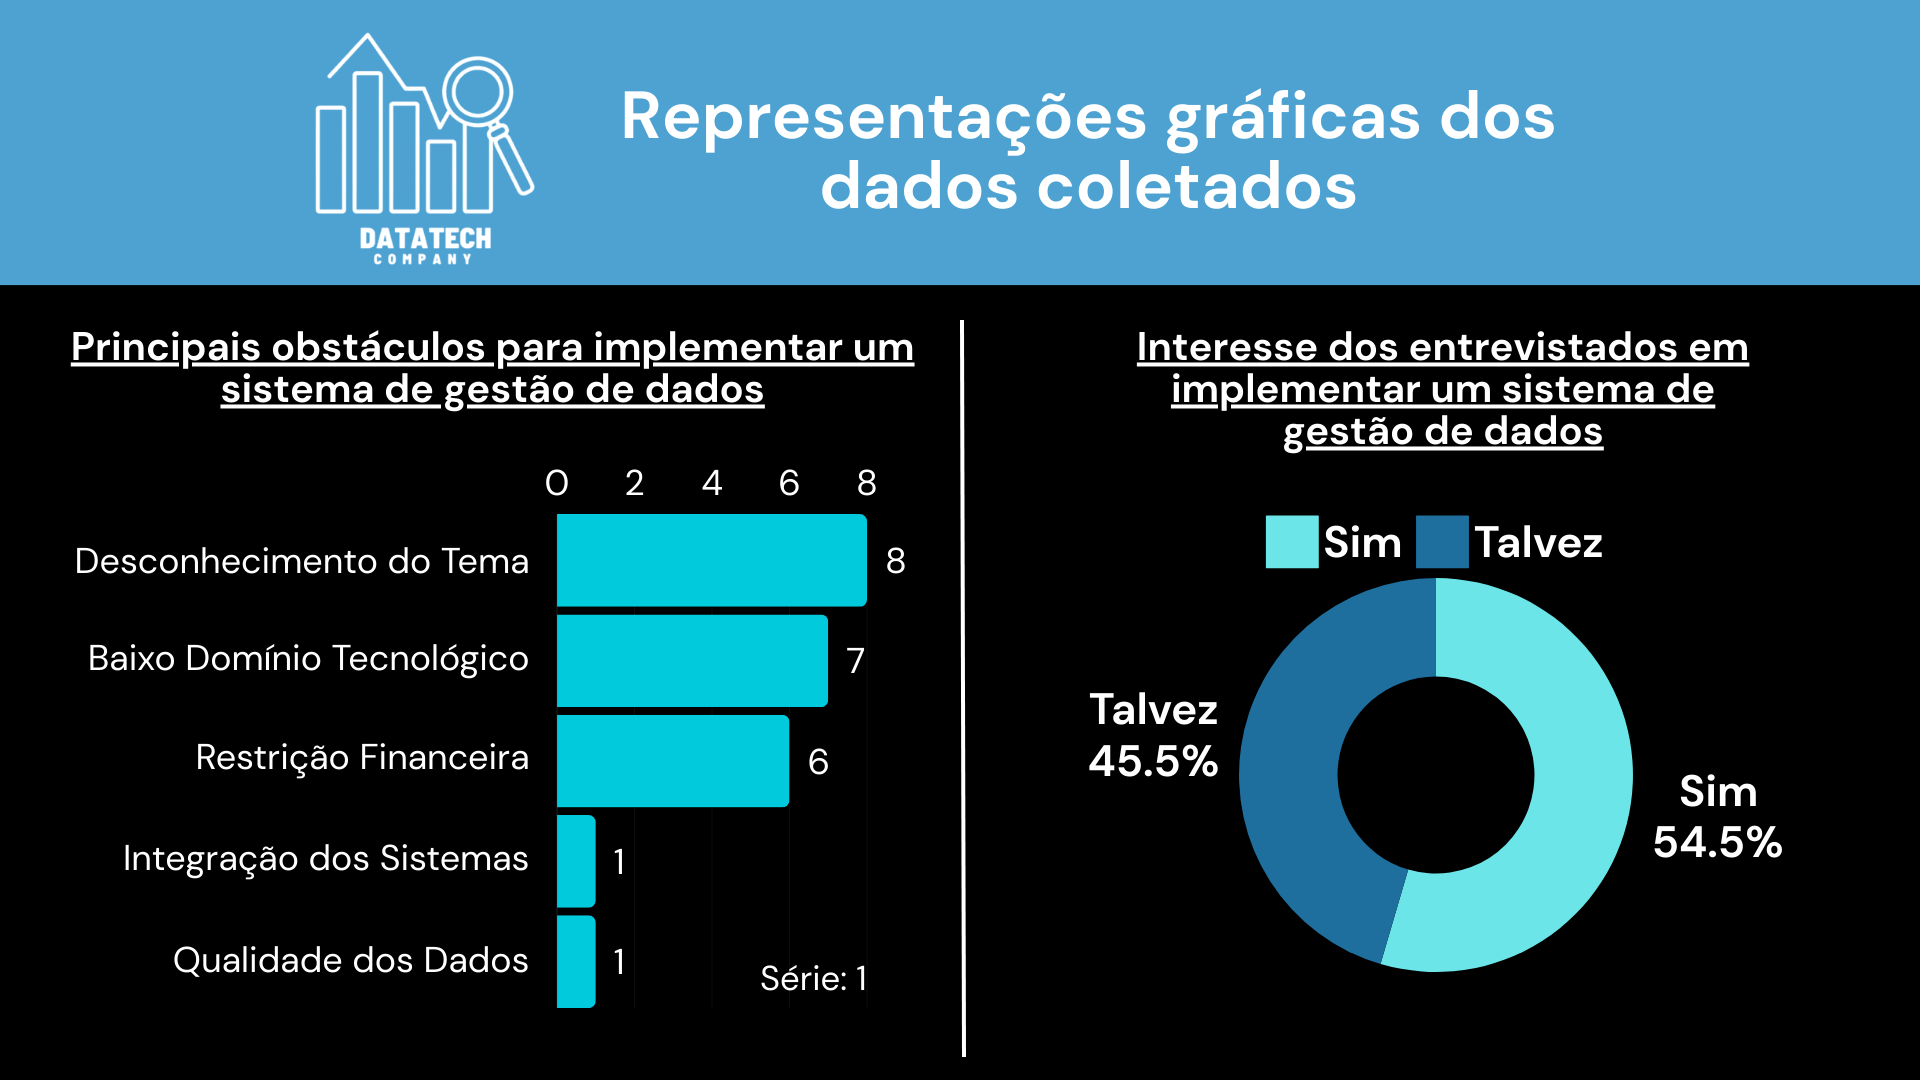 DATATECH
COMPANY
Representações gráficas dos
dados coletados
Principais obstáculos para implementar um
sistema de gestão de dados
0 2 4 6 8
Desconhecimento do Tema 8
Baixo Domínio Tecnológico 7
Restrição Financeira 6
Integração dos Sistemas 1
Qualidade dos Dados 1
Série: 1
Interesse dos entrevistados em
implementar um sistema de
gestão de dados
Sim Talvez
Talvez
45.5%
Sim
54.5%